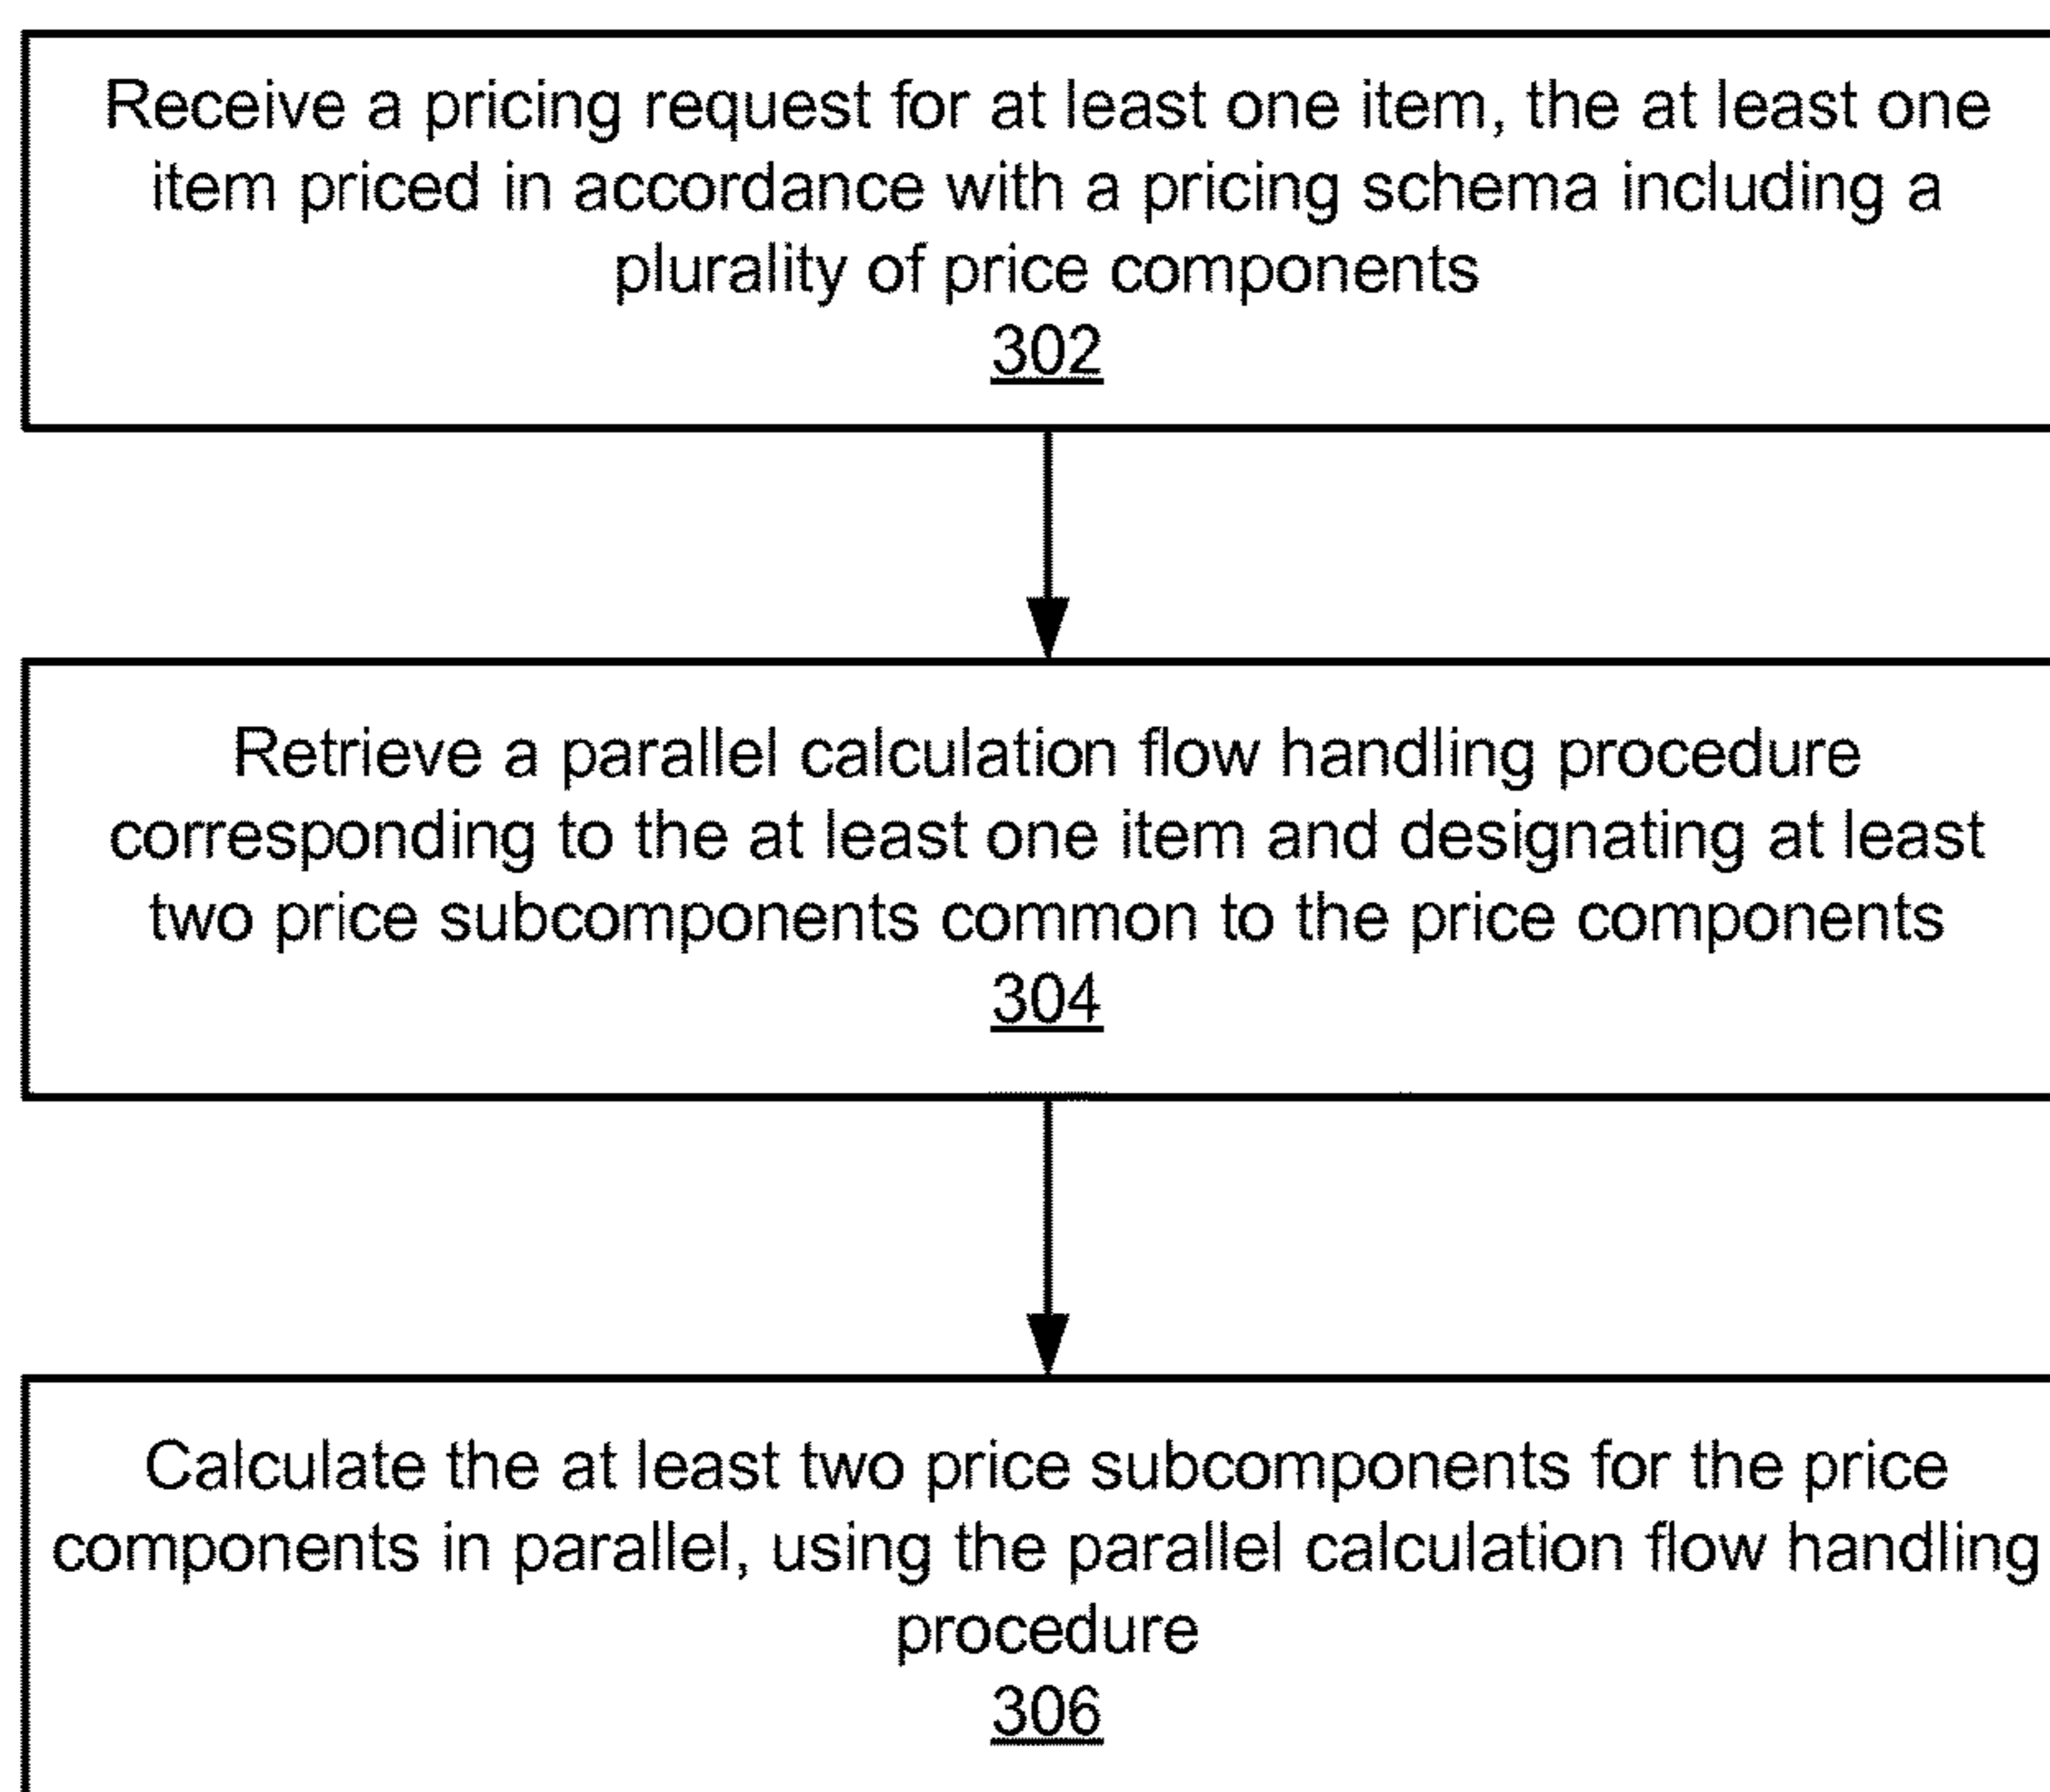 Receive a pricing request for at least one item, the at least one
item priced in accordance with a pricing schema including a
plurality of price components
302
Retrieve a parallel calculation flow handling procedure
corresponding to the at least one item and designating at least
two price subcomponents common to the price components
304
Calculate the at least two price subcomponents for the price
components in parallel, using the parallel calculation flow handling
procedure
306